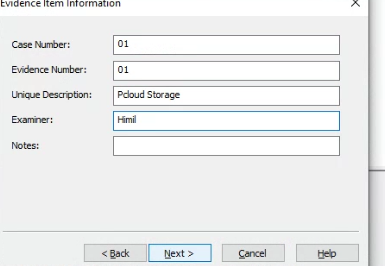 Evidence Item Information
Case Number: 01
Evidence Number: 01
Unique Description: Pcloud Storage
Examiner: Himil
Notes:
< Back Next > Cancel Help